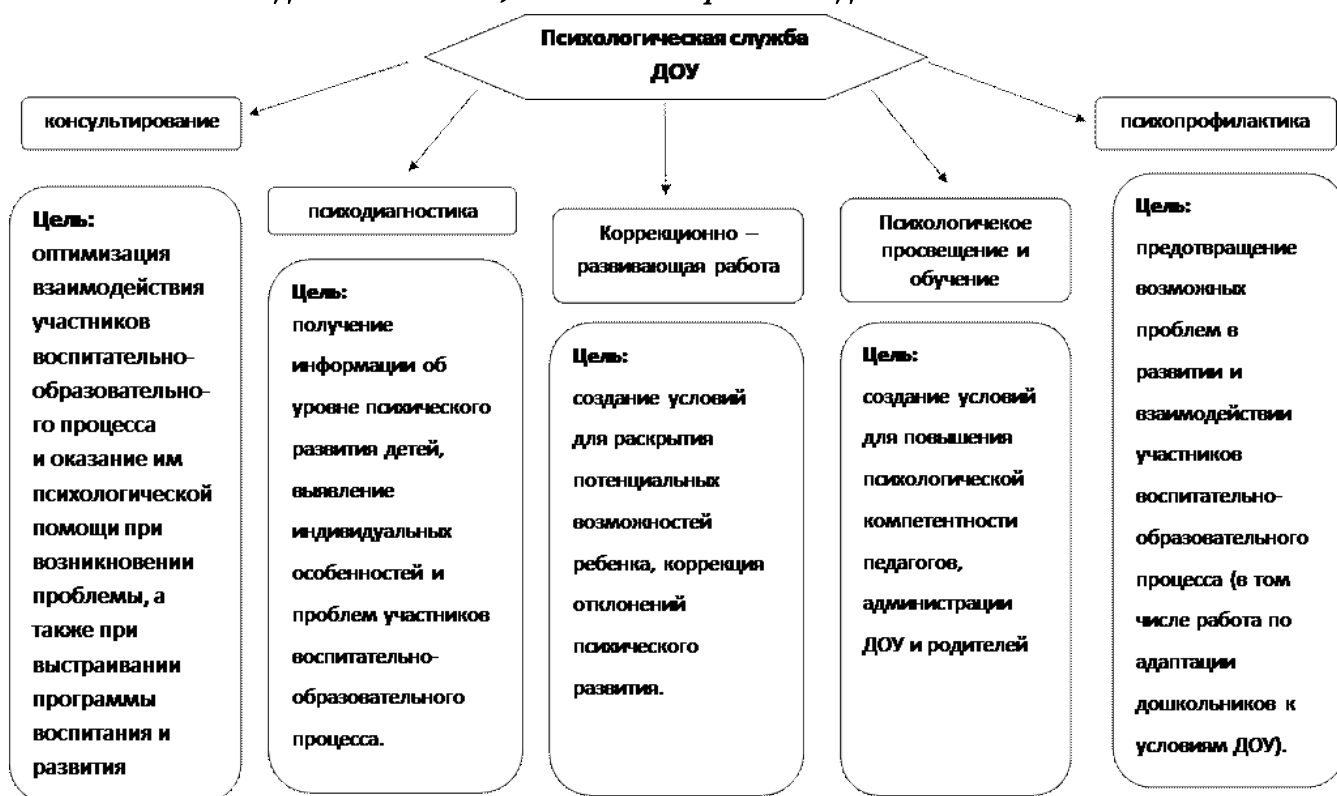 Психологическая служба
ДОУ
консультирование
Цель:
оптимизация
взаимодействия
участников
воспитательно-
образовательно-
го процесса
и оказание им
психологической
помощи при
возникновении
проблемы, а
также при
выстраивании
программы
воспитания и
развития
психодиагностика
Цель:
получение
информации об
уровне психического
развития детей,
выявление
индивидуальных
особенностей и
проблем участников
воспитательно-
образовательного
процесса.
Коррекционно –
развивающая работа
Цель:
создание условий
для раскрытия
потенциальных
возможностей
ребенка, коррекция
отклонений
психического
развития.
Психологичекое
просвещение и
обучение
Цель:
создание условий
для повышения
психологической
компетентности
педагогов,
администрации
ДОУ и родителей
психопрофилактика
Цель:
предотвращение
возможных
проблем в
развитии и
взаимодействии
участников
воспитательно-
образовательного
процесса (в том
числе работа по
адаптации
дошкольников к
условиям ДОУ).